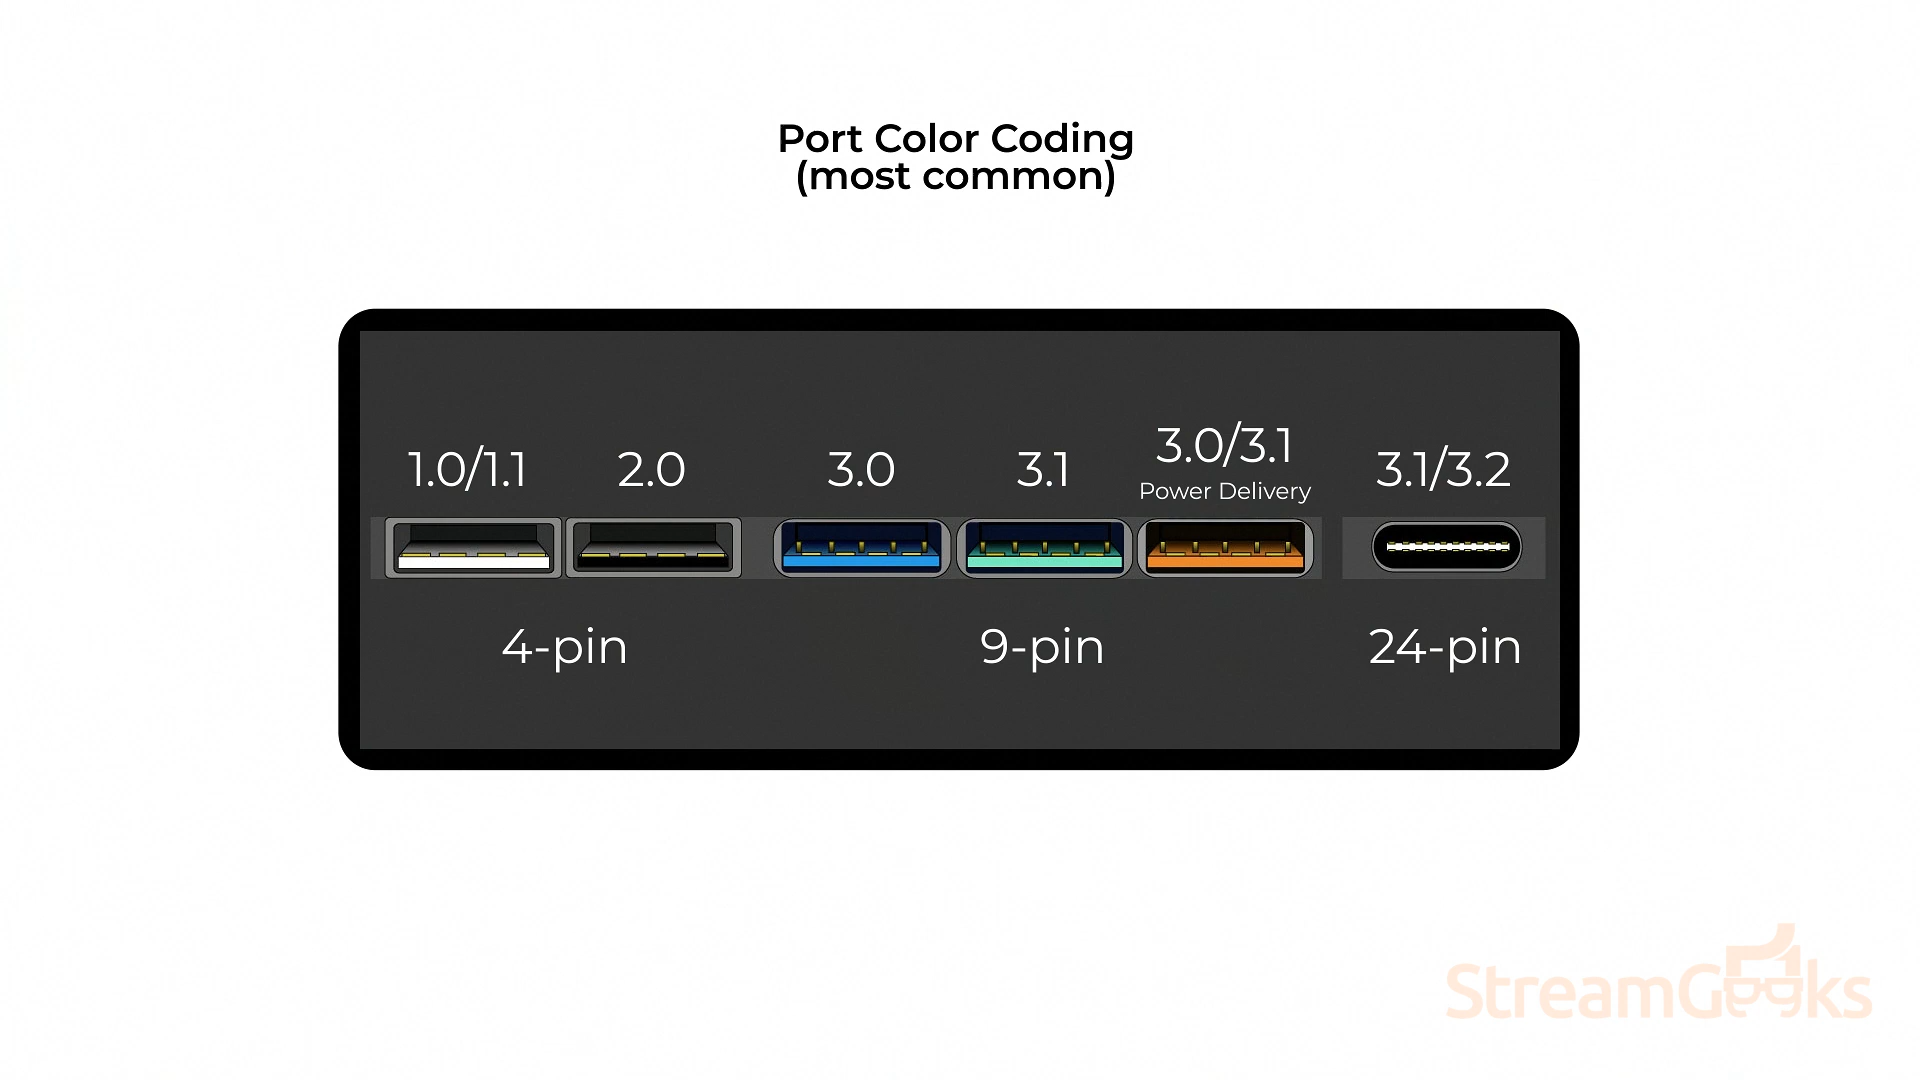 Port Color Coding
(most common)
1.0/1.1
2.0
3.0
3.1
3.0/3.1
Power Delivery
3.1/3.2
4-pin
9-pin
24-pin
StreamGeeks